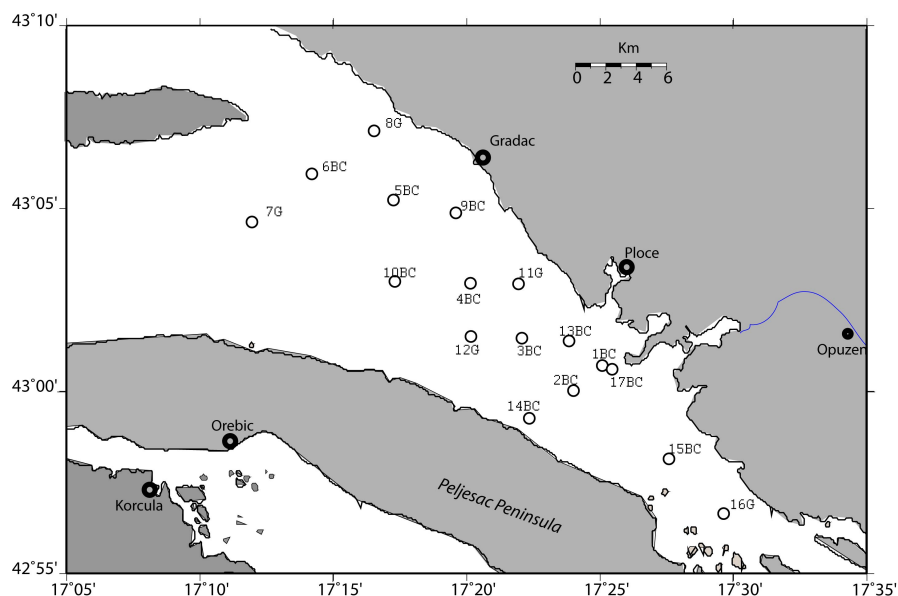 43˚10'
Km
0 2 4 6
8G
Gradac
6BC
5BC
9BC
43˚05'
7G
Ploce
10BC
11G
4BC
13BC
12G
3BC
Opuzen
1BC
2BC
17BC
43˚00'
14BC
Orebic
15BC
Peljesac Peninsula
Korcula
16G
42˚55'
17˚05' 17˚10' 17˚15' 17˚20' 17˚25' 17˚30' 17˚35'